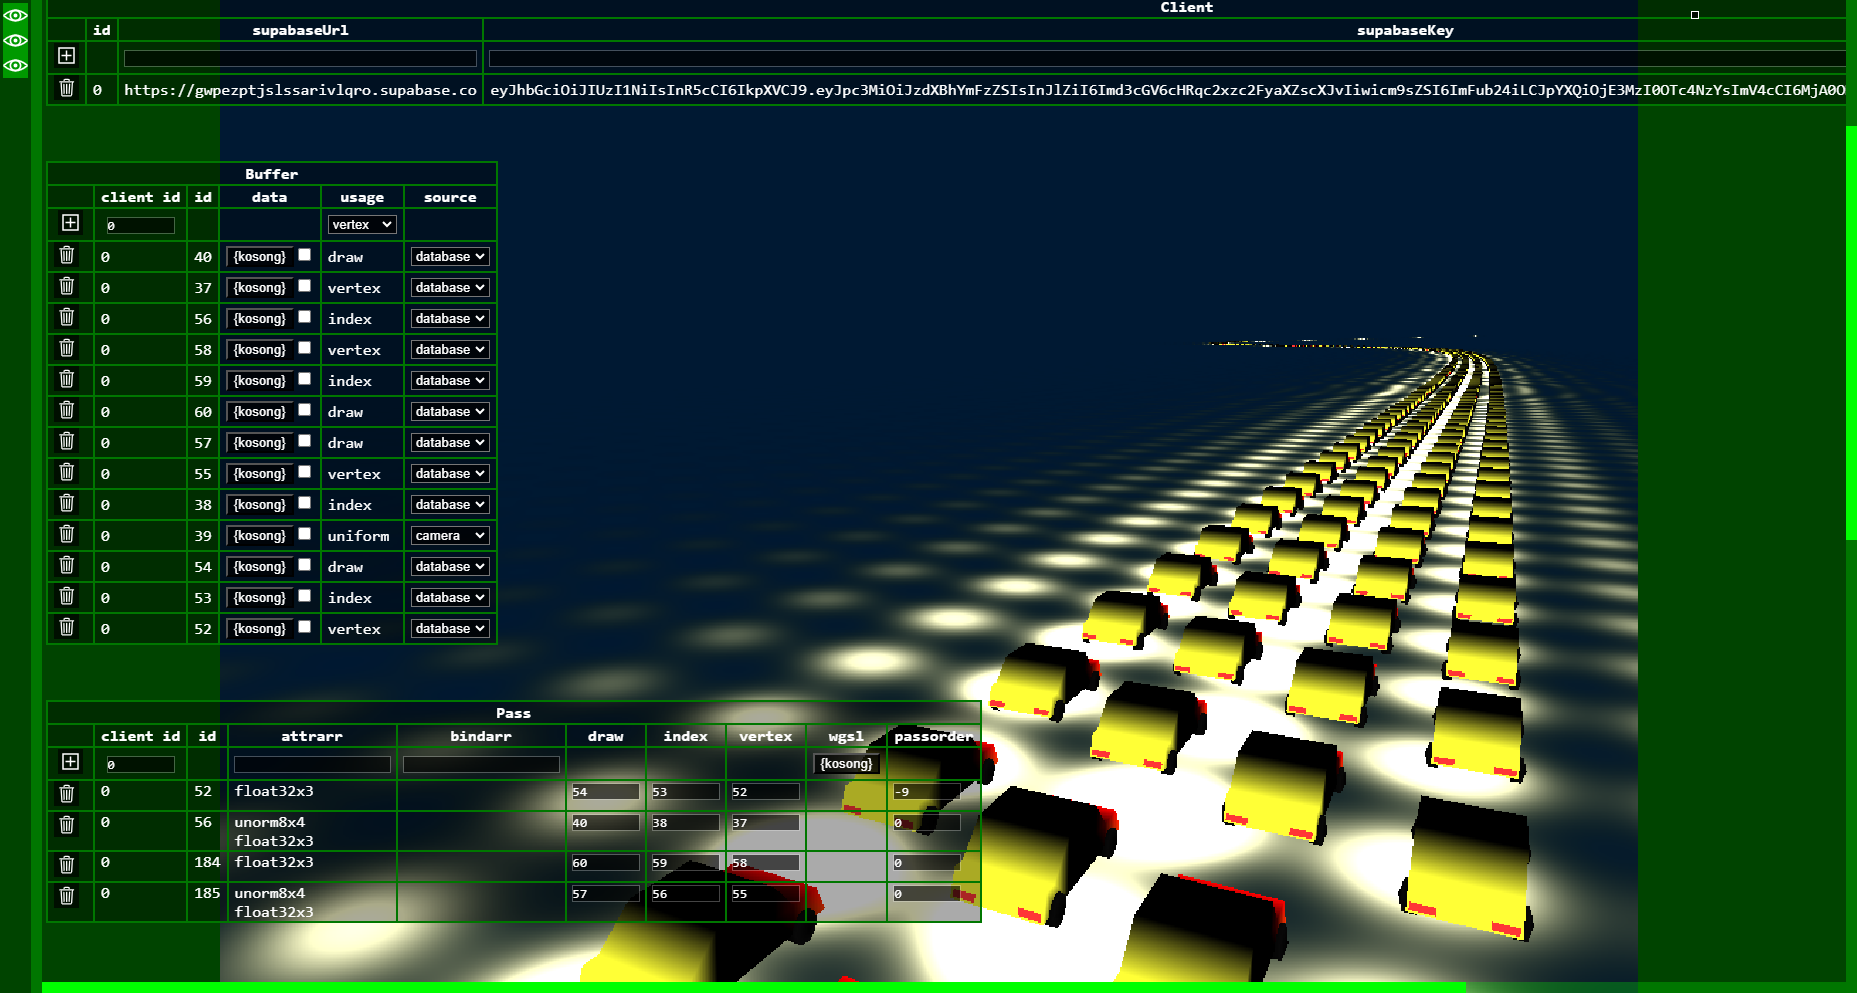 Client
id supabaseUrl supabaseKey
0 https://gwpezptjslssarivlqro.supabase.co eyJhbGciOiJIUzI1NiIsInR5cCI6IkpXVCJ9.eyJpc3MiOiJzdXBhYmFzZSIsInJlZiI6Imd3cGV6cHRqc2xzc2FyaXZscXJvIiwicm9sZSI6ImFub24iLCJpYXQiOjE3MzI0OTc4NzYsImV4cCI6MjA0O
Buffer
client id id data usage source
0 vertex
0 40 {kosong} draw database
0 37 {kosong} vertex database
0 56 {kosong} index database
0 58 {kosong} vertex database
0 59 {kosong} index database
0 60 {kosong} draw database
0 57 {kosong} draw database
0 55 {kosong} vertex database
0 38 {kosong} index database
0 39 {kosong} uniform camera
0 54 {kosong} draw database
0 53 {kosong} index database
0 52 {kosong} vertex database
Pass
client id id attrarr bindarr draw index vertex wgsl passorder
0 {kosong}
0 52 float32x3 54 53 52 -9
0 56 unorm8x4 40 38 37 0
float32x3
0 184 float32x3 60 59 58 0
0 185 unorm8x4 57 56 55 0
float32x3